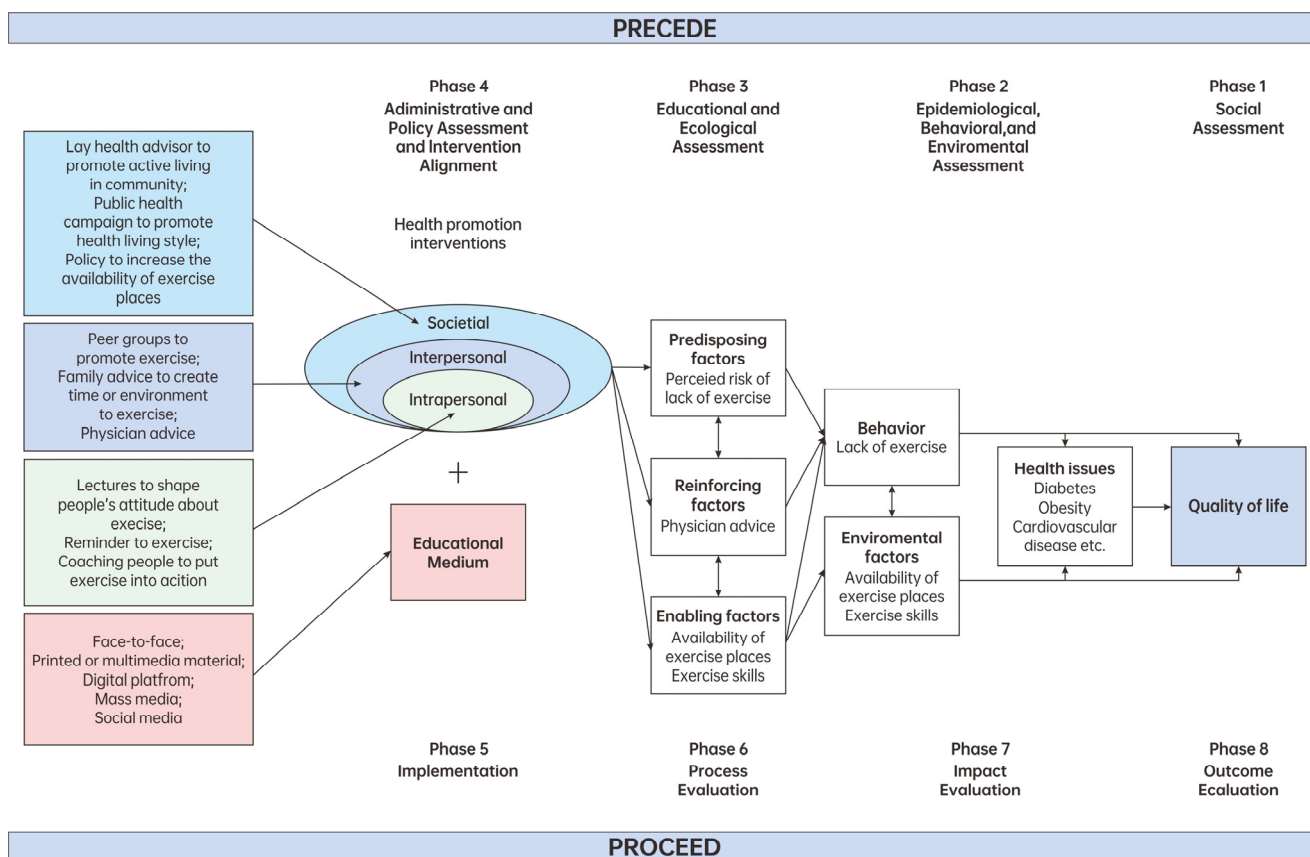 PRECEDE
Phase 4
Adiministrative and
Policy Assessment
and Intervention
Alignment
Phase 3
Educational and
Ecological
Assessment
Phase 2
Epidemiological,
Behavioral,and
Enviromental
Assessment
Phase 1
Social
Assessment
Lay health advisor to
promote active living
in community;
Public health
campaign to promote
health living style;
Policy to increase the
availability of exercise
places
Peer groups to
promote exercise;
Family advice to create
time or environment
to exercise;
Physician advice
Lectures to shape
people's attitude about
execise;
Reminder to exercise;
Coaching people to put
exercise into acition
Face-to-face;
Printed or multimedia material;
Digital platfrom;
Mass media;
Social media
Health promotion
interventions
Societial
Interpersonal
Intrapersonal
+
Educational
Medium
Predisposing
factors
Perceied risk of
lack of exercise
Reinforcing
factors
Physician advice
Enabling factors
Availability of
exercise places
Exercise skills
Behavior
Lack of exercise
Enviromental
factors
Availability of
exercise places
Exercise skills
Health issues
Diabetes
Obesity
Cardiovascular
disease etc.
Quality of life
Phase 5
Implementation
Phase 6
Process
Evaluation
Phase 7
Impact
Evaluation
Phase 8
Outcome
Ecaluation
PROCEED